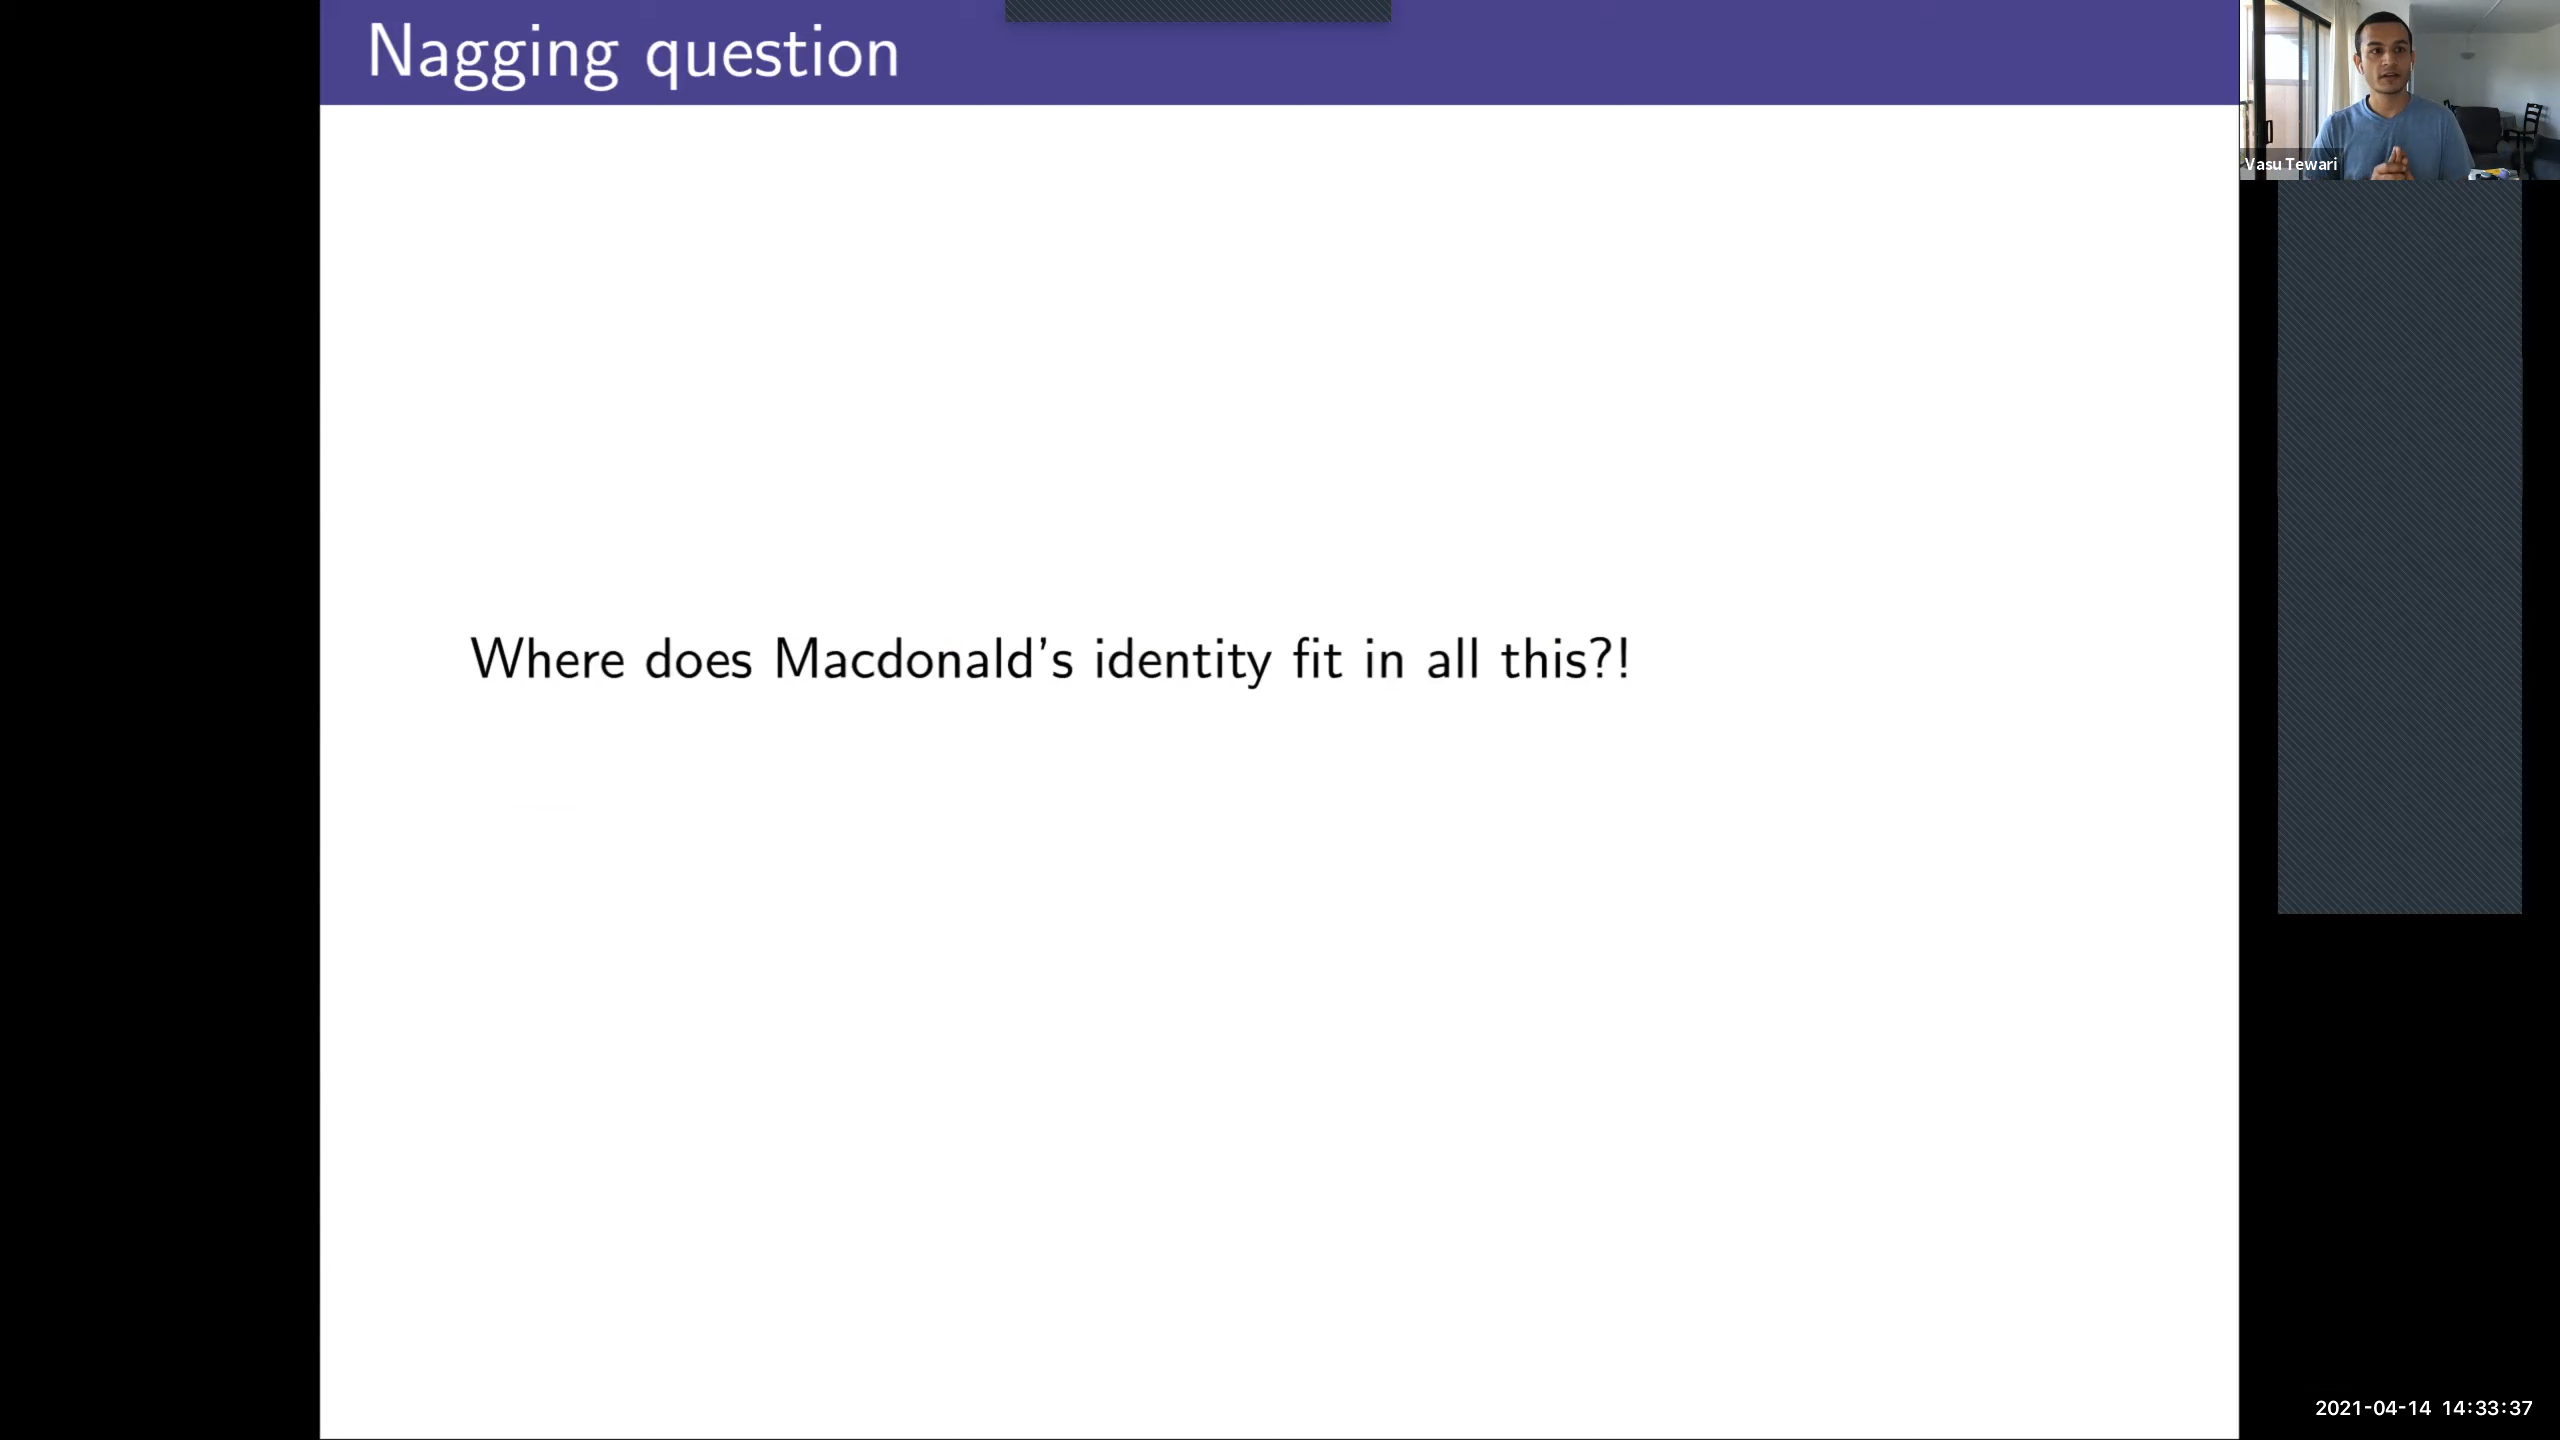 Nagging question
Vasu Tewari
Where does Macdonald's identity fit in all this?!
2021-04-14 14:33:37